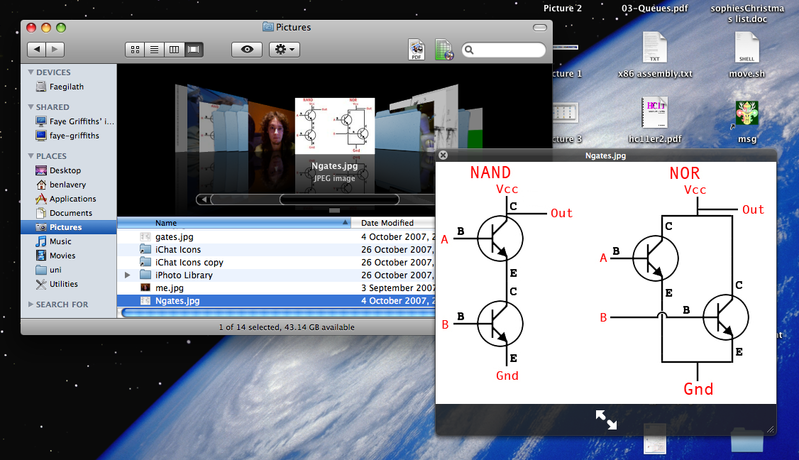 Pictures
PDF
DEVICES
Faegilath
SHARED
Faye Griffiths' i...
faye-griffiths
PLACES
Desktop
benlavery
Applications
Documents
Pictures
Music
Movies
uni
Utilities
SEARCH FOR
Ngates.jpg
JPEG image
Name
Date Modified
gates.jpg
4 October 2007, 
iChat Icons
26 October 2007,
iChat Icons copy
26 October 2007,
iPhoto Library
26 October 2007,
me.jpg
3 September 2007
Ngates.jpg
4 October 2007, 2
1 of 14 selected, 43.14 GB available
Picture 2
03-Queues.pdf
sophiesChristmas list.doc
cture 1
TXT
x86 assembly.txt
SHELL
move.sh
Picture 3
HC11
hc11er2.pdf
msg
Ngates.jpg
NAND
Vcc
C
Out
A
B
E
C
B
B
E
Gnd
NOR
Vcc
Out
C
A
B
E
C
B
B
E
Gnd